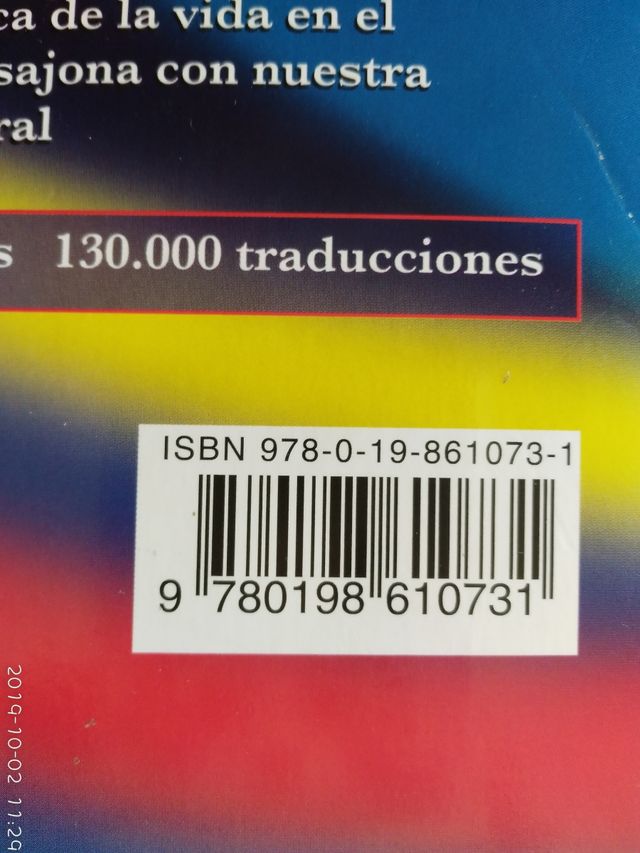 ca de la vida en el
sajona con nuestra
ral
s 130.000 traducciones
ISBN 978-0-19-861073-1
9 780198 610731
2019-10-02 11:29